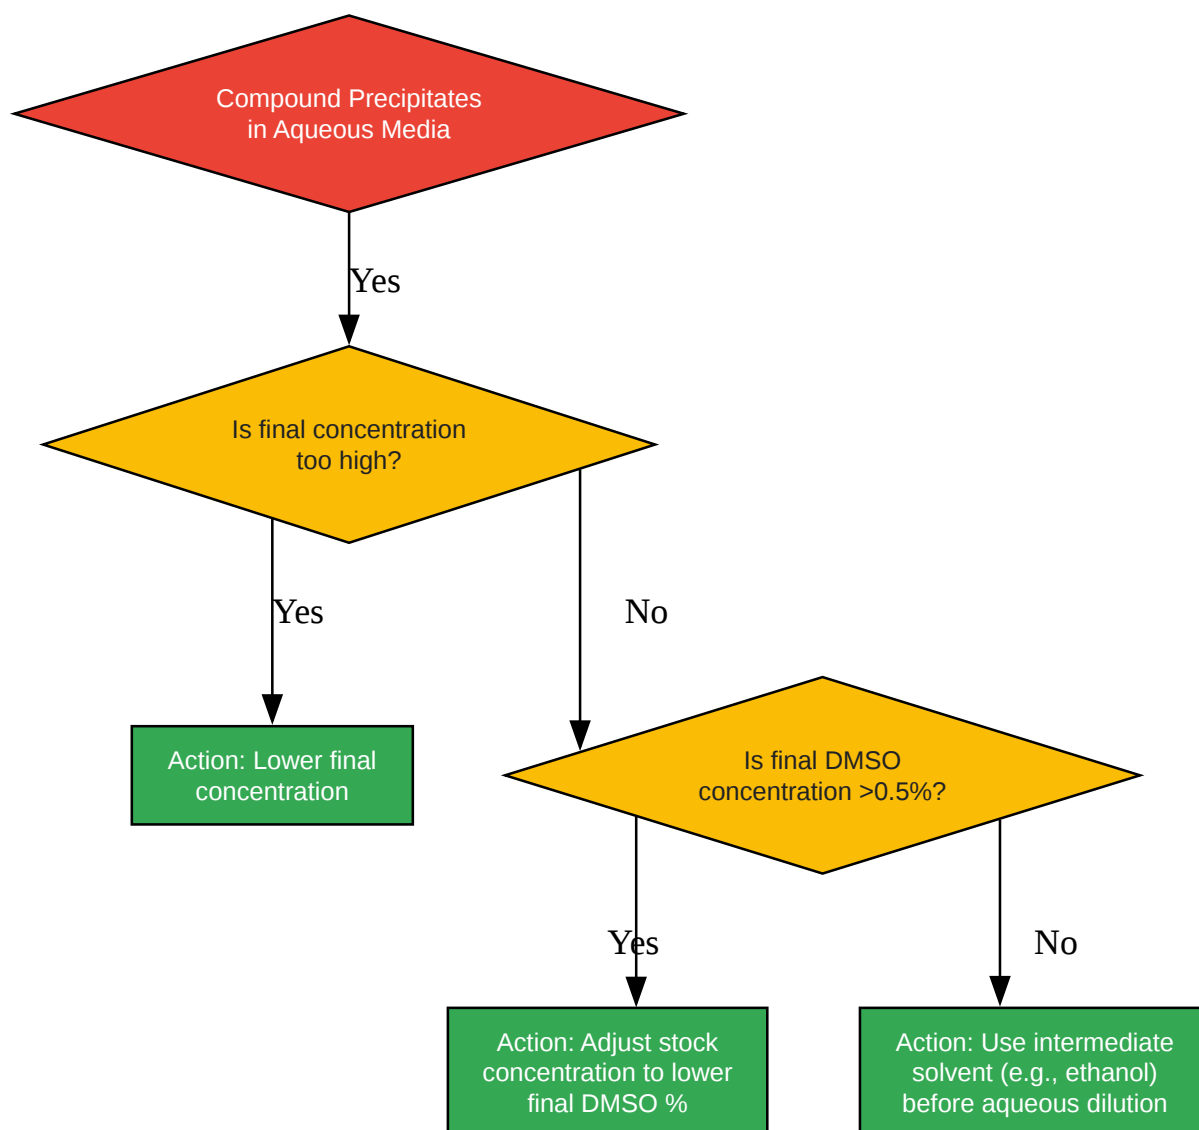 Compound Precipitates
in Aqueous Media
Yes
Is final concentration
too high?
Yes
No
Action: Lower final
concentration
Is final DMSO
concentration >0.5%?
Yes
No
Action: Adjust stock
concentration to lower
final DMSO %
Action: Use intermediate
solvent (e.g., ethanol)
before aqueous dilution